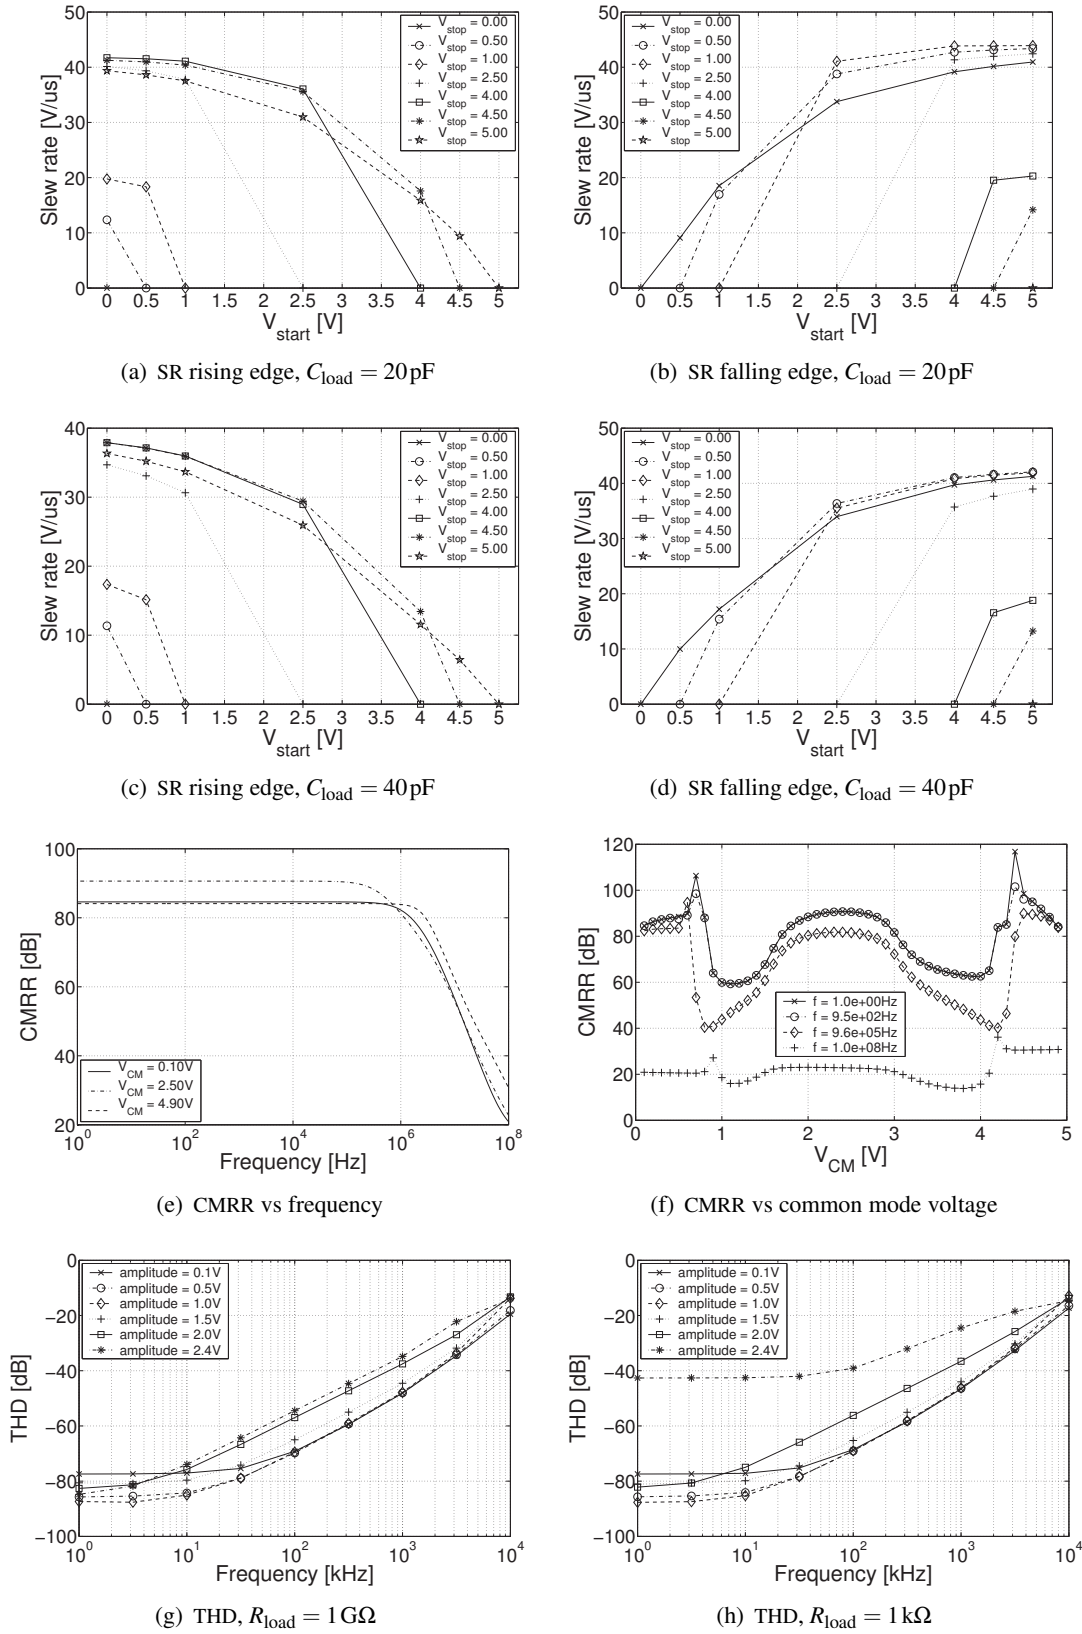 50
40
30
20
10
0
Slew rate [V/us]
V_stop = 0.00
V_stop = 0.50
V_stop = 1.00
V_stop = 2.50
V_stop = 4.00
V_stop = 4.50
V_stop = 5.00
0 0.5 1 1.5 2 2.5 3 3.5 4 4.5 5
V_start [V]
(a) SR rising edge, C_load = 20pF
50
40
30
20
10
0
Slew rate [V/us]
V_stop = 0.00
V_stop = 0.50
V_stop = 1.00
V_stop = 2.50
V_stop = 4.00
V_stop = 4.50
V_stop = 5.00
0 0.5 1 1.5 2 2.5 3 3.5 4 4.5 5
V_start [V]
(b) SR falling edge, C_load = 20pF
40
30
20
10
0
Slew rate [V/us]
V_stop = 0.00
V_stop = 0.50
V_stop = 1.00
V_stop = 2.50
V_stop = 4.00
V_stop = 4.50
V_stop = 5.00
0 0.5 1 1.5 2 2.5 3 3.5 4 4.5 5
V_start [V]
(c) SR rising edge, C_load = 40pF
50
40
30
20
10
0
Slew rate [V/us]
V_stop = 0.00
V_stop = 0.50
V_stop = 1.00
V_stop = 2.50
V_stop = 4.00
V_stop = 4.50
V_stop = 5.00
0 0.5 1 1.5 2 2.5 3 3.5 4 4.5 5
V_start [V]
(d) SR falling edge, C_load = 40pF
100
80
60
40
20
CMRR [dB]
V_CM = 0.10V
V_CM = 2.50V
V_CM = 4.90V
10^0 10^2 10^4 10^6 10^8
Frequency [Hz]
(e) CMRR vs frequency
120
100
80
60
40
20
0
CMRR [dB]
f = 1.0e+00Hz
f = 9.5e+02Hz
f = 9.6e+05Hz
f = 1.0e+08Hz
0 1 2 3 4 5
V_CM [V]
(f) CMRR vs common mode voltage
0
−20
−40
−60
−80
−100
THD [dB]
amplitude = 0.1V
amplitude = 0.5V
amplitude = 1.0V
amplitude = 1.5V
amplitude = 2.0V
amplitude = 2.4V
10^0 10^1 10^2 10^3 10^4
Frequency [kHz]
(g) THD, R_load = 1GΩ
0
−20
−40
−60
−80
−100
THD [dB]
amplitude = 0.1V
amplitude = 0.5V
amplitude = 1.0V
amplitude = 1.5V
amplitude = 2.0V
amplitude = 2.4V
10^0 10^1 10^2 10^3 10^4
Frequency [kHz]
(h) THD, R_load = 1kΩ